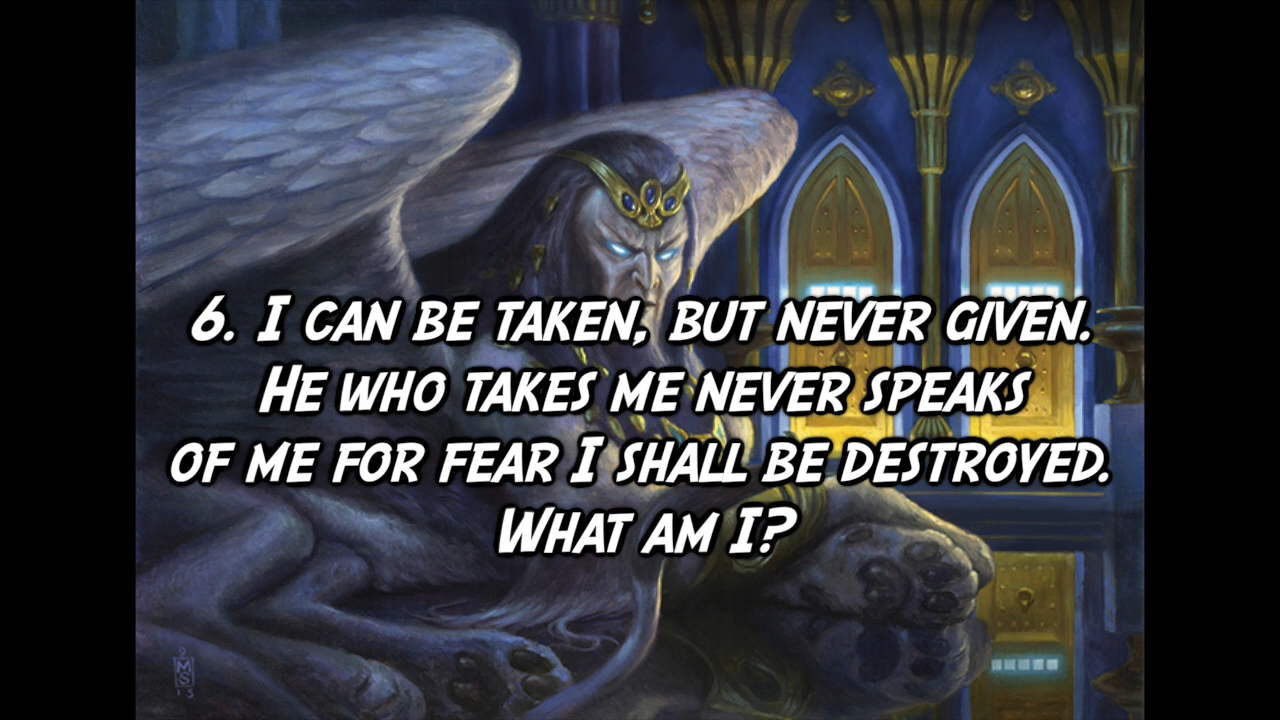 6. I CAN BE TAKEN, BUT NEVER GIVEN.
HE WHO TAKES ME NEVER SPEAKS
OF ME FOR FEAR I SHALL BE DESTROYED.
WHAT AM I?
MS